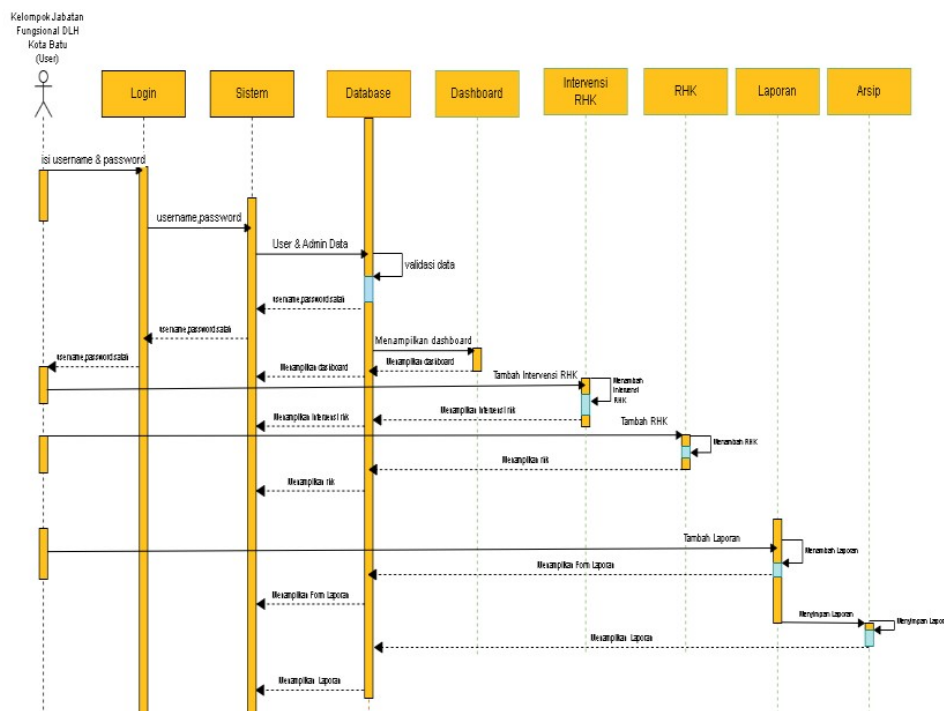 Kelompok Jabatan
Fungsional DLH
Kota Batu
(User)
Login
Sistem
Database
Dashboard
Intervensi
RHK
RHK
Laporan
Arsip
isi username & password
username,password
User & Admin Data
validasi data
username,password salah
username,password salah
Menampilkan dashboard
username,password salah
Menampilkan dashboard
Menampilkan dashboard
Tambah Intervensi RHK
Menambah
Intervensi
RHK
Menampilkan Intervensi rhk
Menampilkan Intervensi rhk
Tambah RHK
Menambah RHK
Menampilkan rhk
Menampilkan rhk
Tambah Laporan
Menambah Laporan
Menampilkan Form Laporan
Menampilkan Form Laporan
Menyimpan Laporan
Menyimpan Lapor
Menampilkan Laporan
Menampilkan Laporan